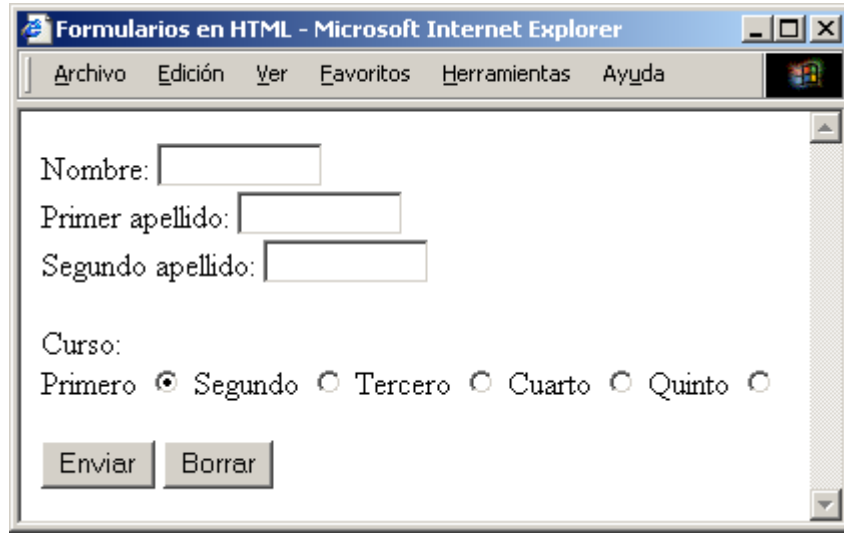 Formularios en HTML - Microsoft Internet Explorer
Archivo Edición Ver Favoritos Herramientas Ayuda
Nombre:
Primer apellido:
Segundo apellido:
Curso:
Primero Segundo Tercero Cuarto Quinto
Enviar Borrar